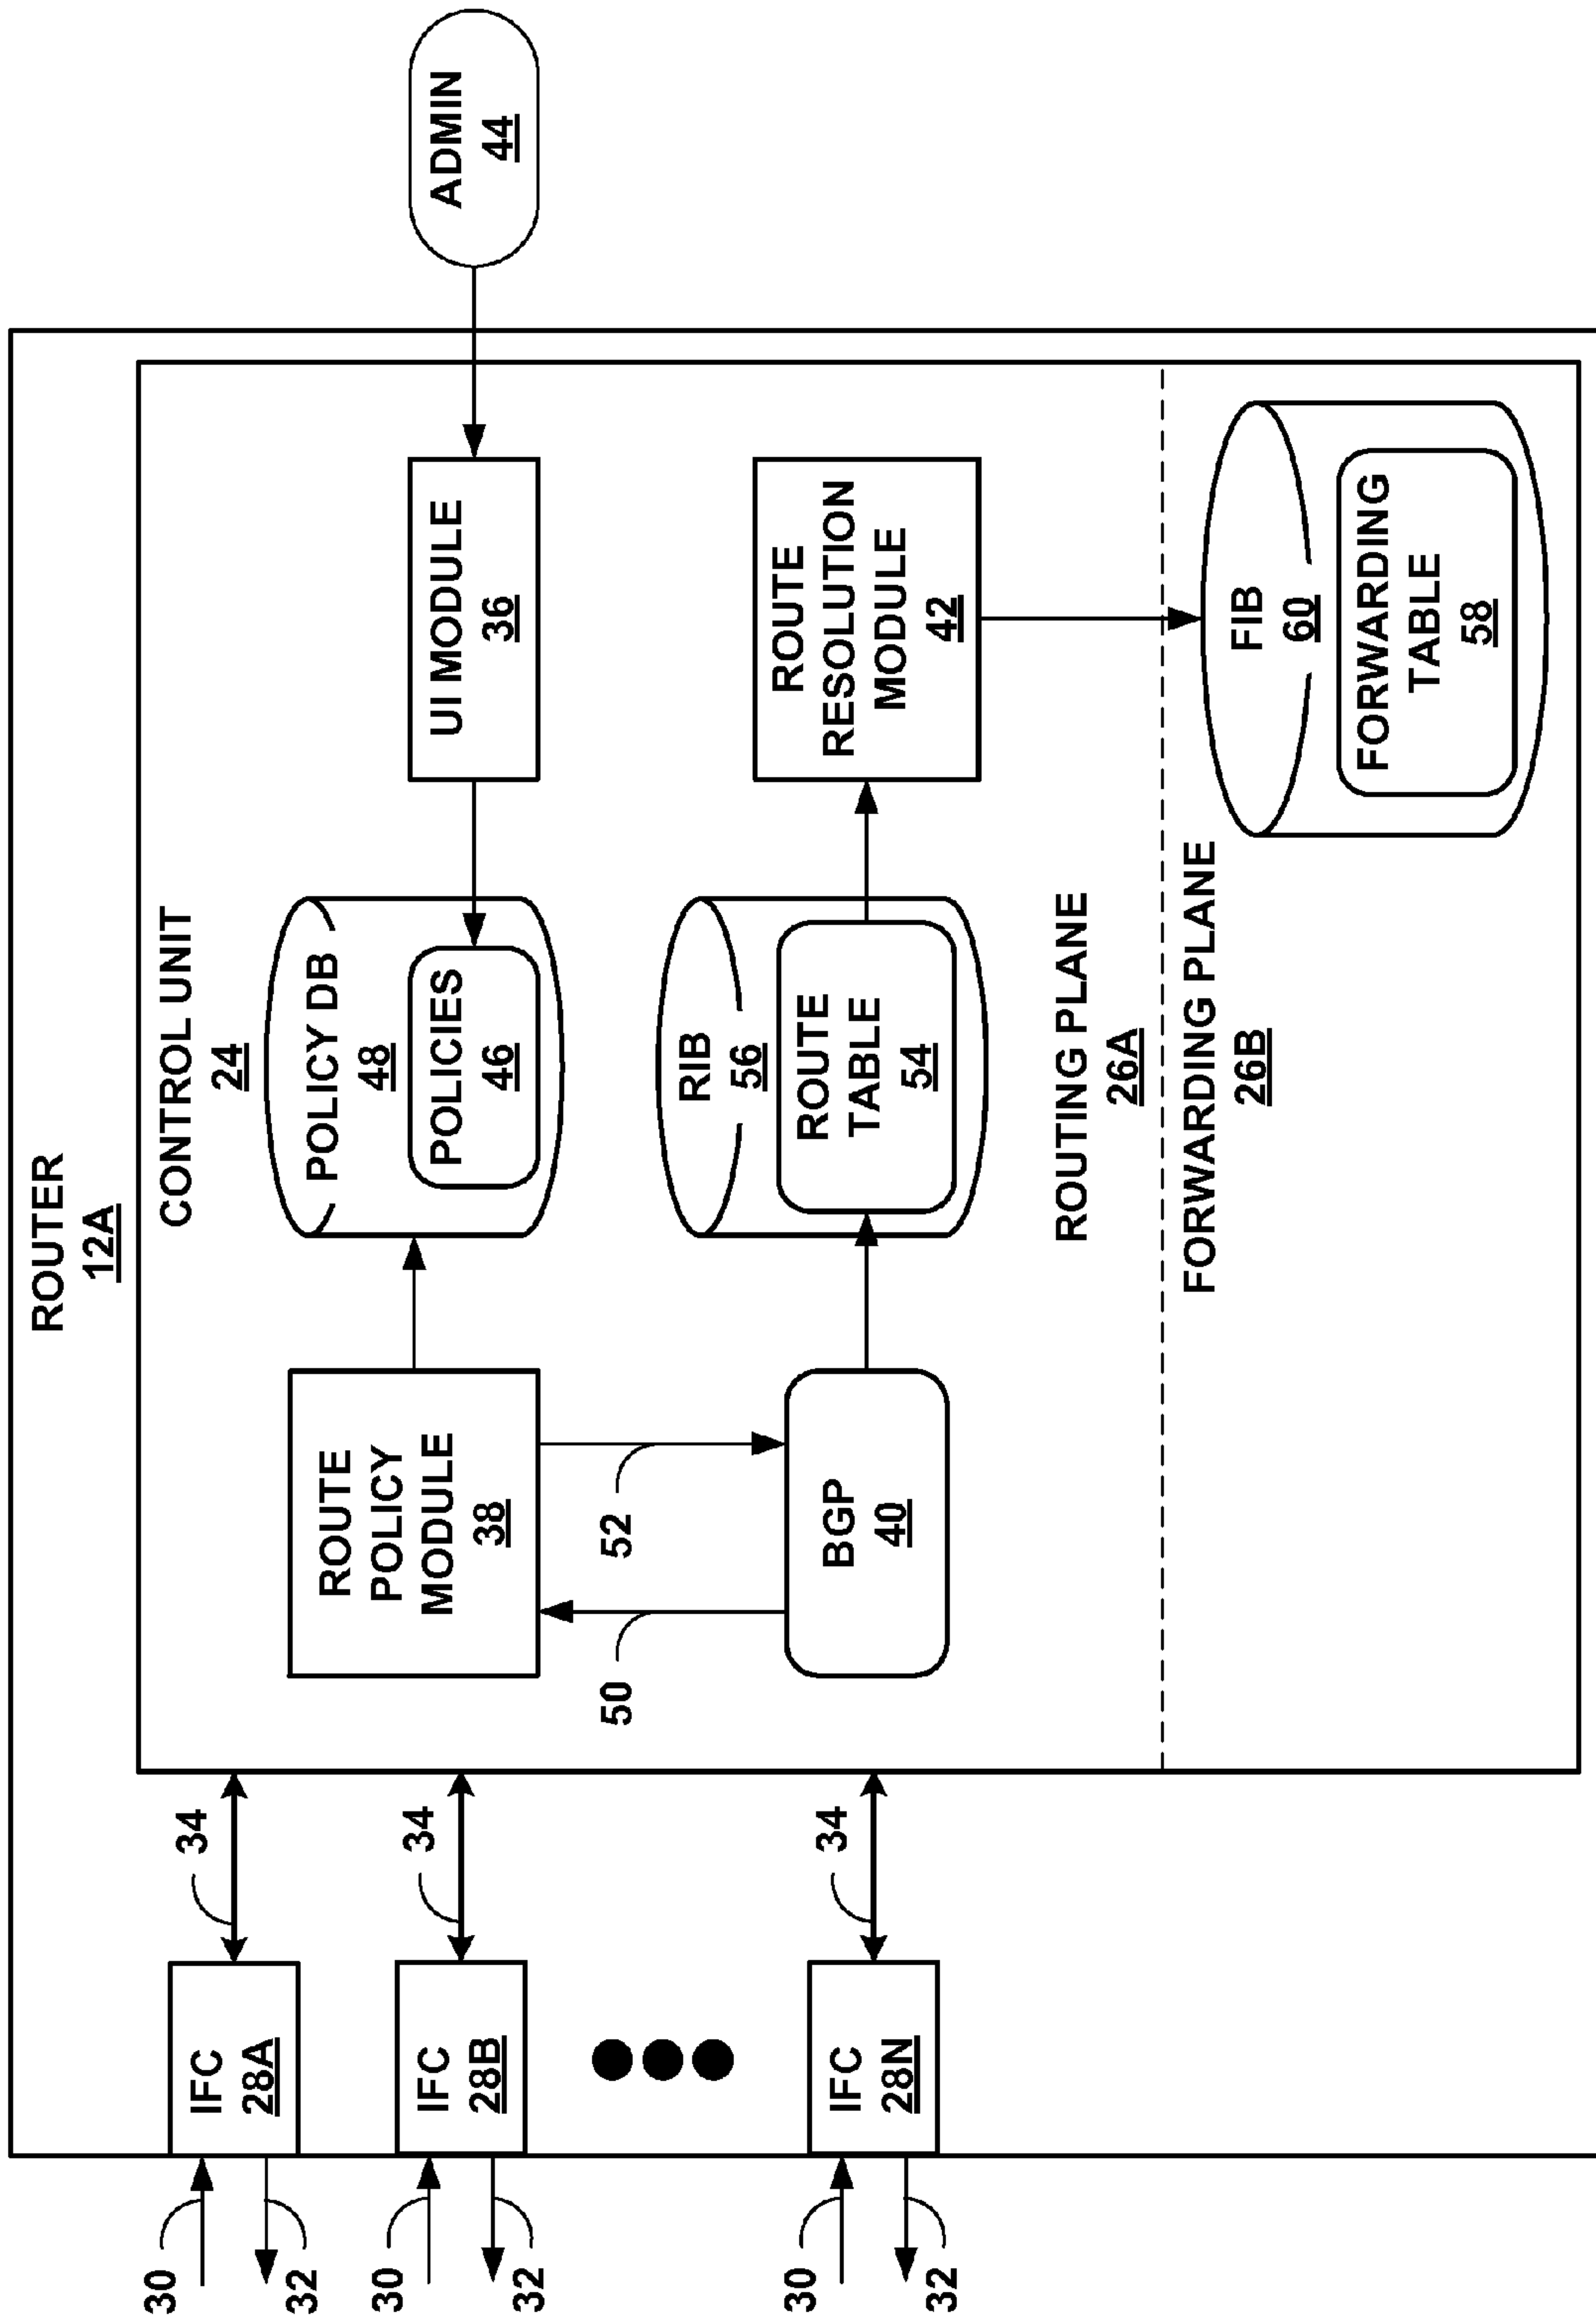 ROUTER
12A
CONTROL UNIT
24
ROUTE
POLICY
MODULE
38
POLICY DB
48
POLICIES
46
UI MODULE
36
ADMIN
44
50
52
BGP
40
RIB
56
ROUTE
TABLE
54
ROUTE
RESOLUTION
MODULE
42
ROUTING PLANE
26A
FORWARDING PLANE
26B
FIB
60
FORWARDING
TABLE
58
30
32
IFC
28A
34
30
32
IFC
28B
34
30
32
IFC
28N
34